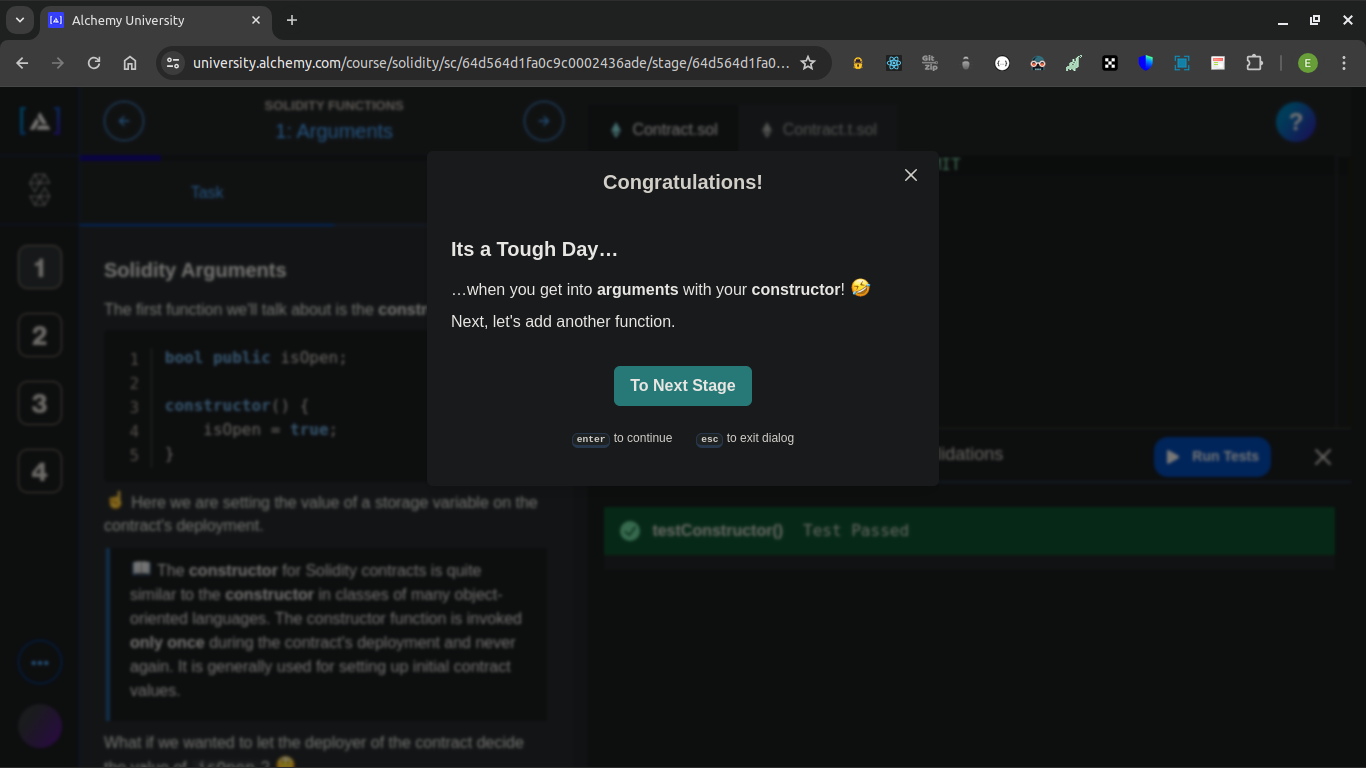 Alchemy University
university.alchemy.com/course/solidity/sc/64d564d1fa0c9c0002436ade/stage/64d564d1fa0...
Git
Zip
E
SOLIDITY FUNCTIONS
1: Arguments
Contract.sol
Contract.t.sol
?
MIT
Task
Congratulations!
Its a Tough Day…
…when you get into arguments with your constructor! 🤣
Next, let's add another function.
To Next Stage
enter to continue
esc to exit dialog
1
2
3
4
Solidity Arguments
The first function we'll talk about is the
1 bool public isOpen;
2
3 constructor() {
4 isOpen = true;
5 }
☝ Here we are setting the value of a storage variable on the
contract's deployment.
📖 The constructor for Solidity contracts is quite
similar to the constructor in classes of many object-
oriented languages. The constructor function is invoked
only once during the contract's deployment and never
again. It is generally used for setting up initial contract
values.
What if we wanted to let the deployer of the contract decide
the value of isOpen?
Run Tests
testConstructor() Test Passed